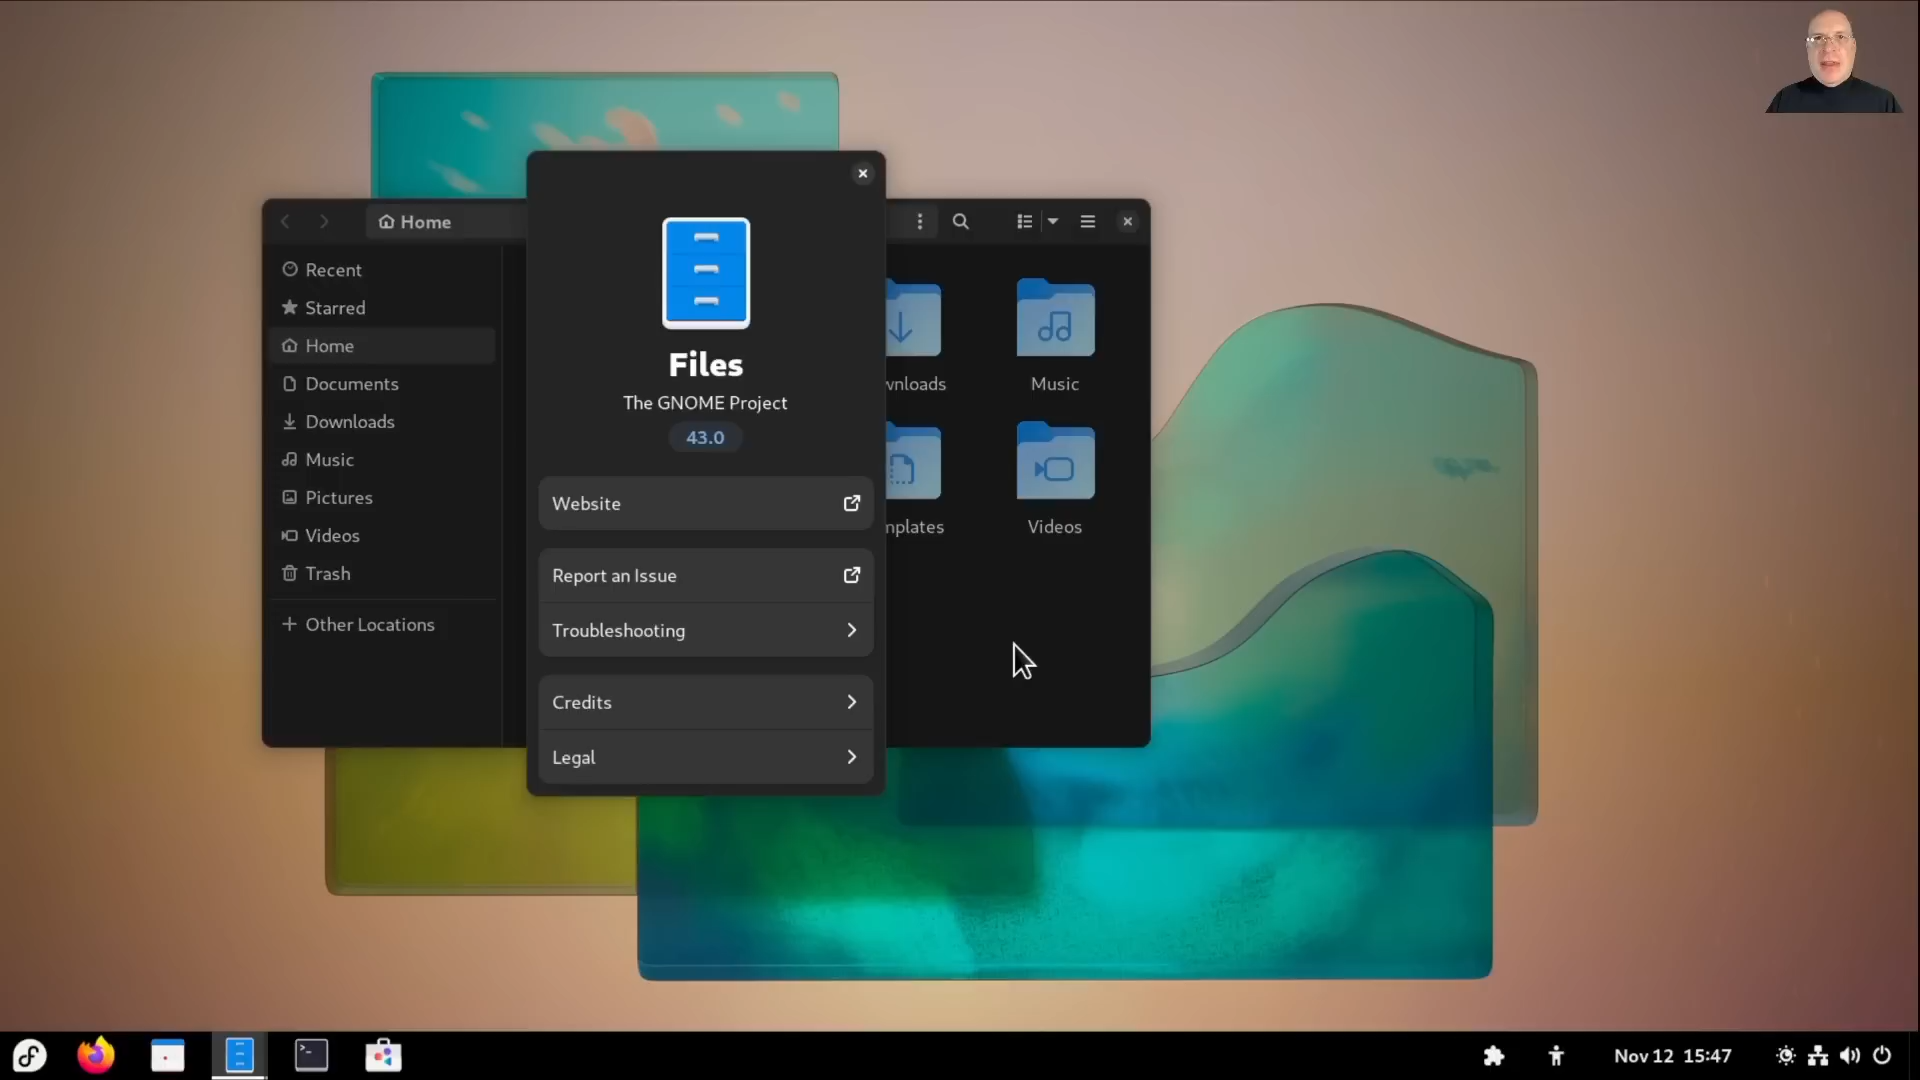 Home
Recent
Starred
Home
Documents
Downloads
Music
Pictures
Videos
Trash
Other Locations
Files
The GNOME Project
43.0
Website
Report an Issue
Troubleshooting
Credits
Legal
wnloads
Music
nplates
Videos
Nov 12 15:47